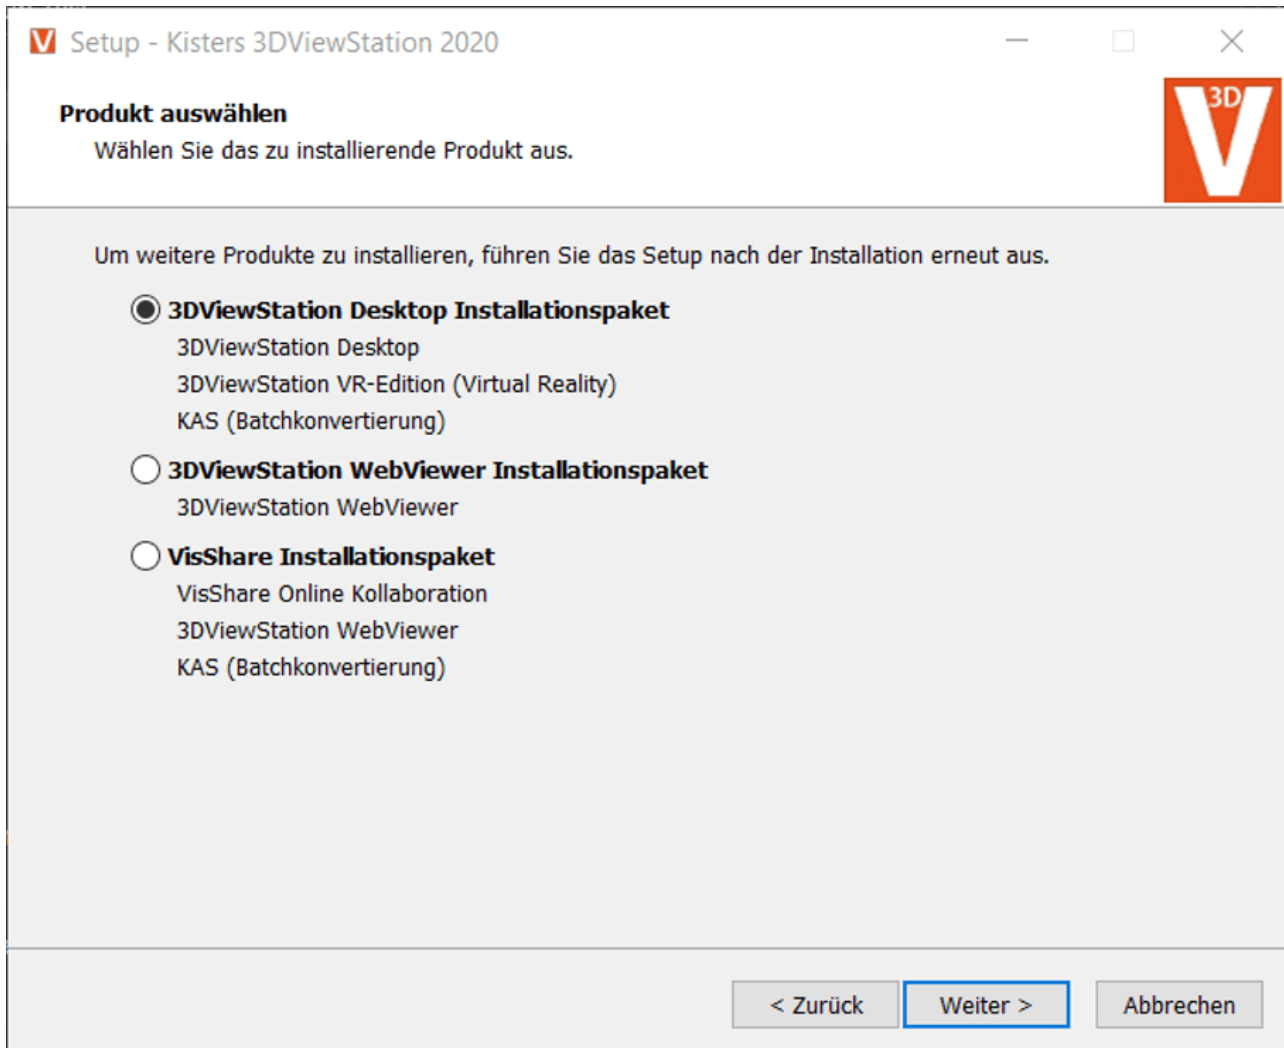 Setup - Kisters 3DViewStation 2020
Produkt auswählen
Wählen Sie das zu installierende Produkt aus.
3D
V
Um weitere Produkte zu installieren, führen Sie das Setup nach der Installation erneut aus.
3DViewStation Desktop Installationspaket
3DViewStation Desktop
3DViewStation VR-Edition (Virtual Reality)
KAS (Batchkonvertierung)
3DViewStation WebViewer Installationspaket
3DViewStation WebViewer
VisShare Installationspaket
VisShare Online Kollaboration
3DViewStation WebViewer
KAS (Batchkonvertierung)
< Zurück
Weiter >
Abbrechen